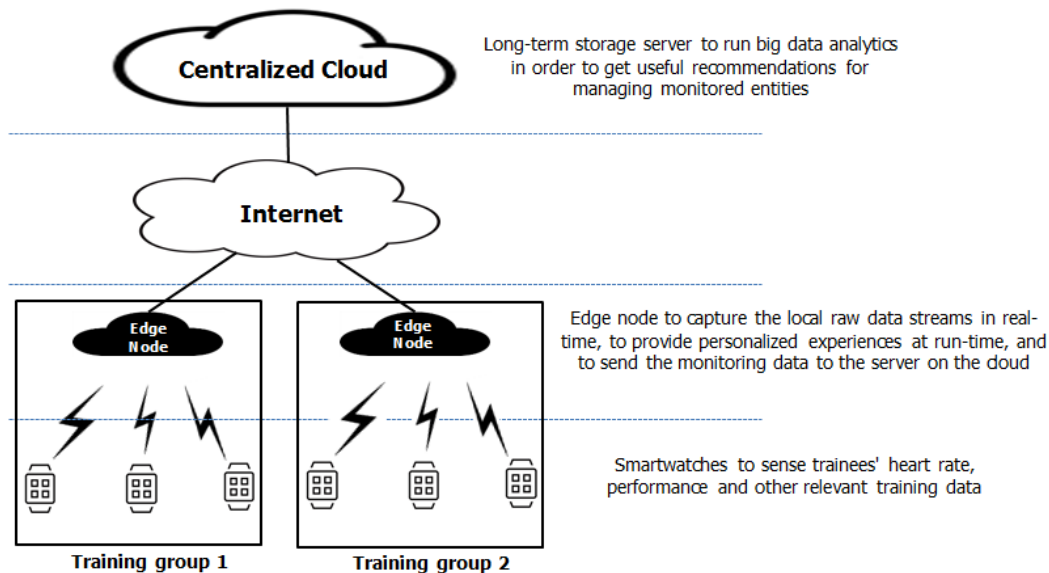 Centralized Cloud
Long-term storage server to run big data analytics
in order to get useful recommendations for
managing monitored entities
Internet
Edge
Node
Edge
Node
Edge node to capture the local raw data streams in real-
time, to provide personalized experiences at run-time, and
to send the monitoring data to the server on the cloud
Smartwatches to sense trainees' heart rate,
performance and other relevant training data
Training group 1
Training group 2